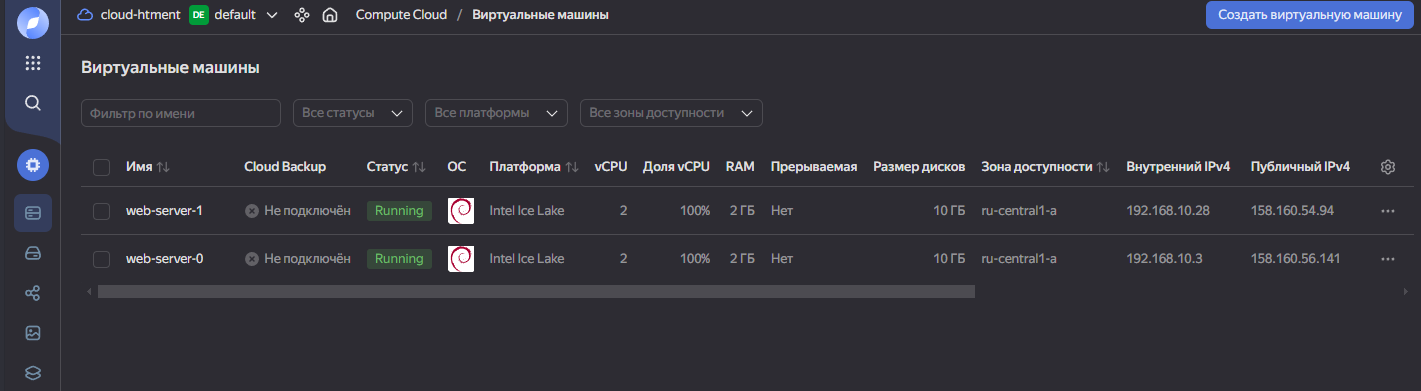 cloud-htment DE default Compute Cloud / Виртуальные машины Создать виртуальную машину
Виртуальные машины
Фильтр по имени Все статусы Все платформы Все зоны доступности
Имя Cloud Backup Статус ОС Платформа vCPU Доля vCPU RAM Прерываемая Размер дисков Зона доступности Внутренний IPv4 Публичный IPv4
web-server-1 Не подключён Running Intel Ice Lake 2 100% 2 ГБ Нет 10 ГБ ru-central1-a 192.168.10.28 158.160.54.94
web-server-0 Не подключён Running Intel Ice Lake 2 100% 2 ГБ Нет 10 ГБ ru-central1-a 192.168.10.3 158.160.56.141